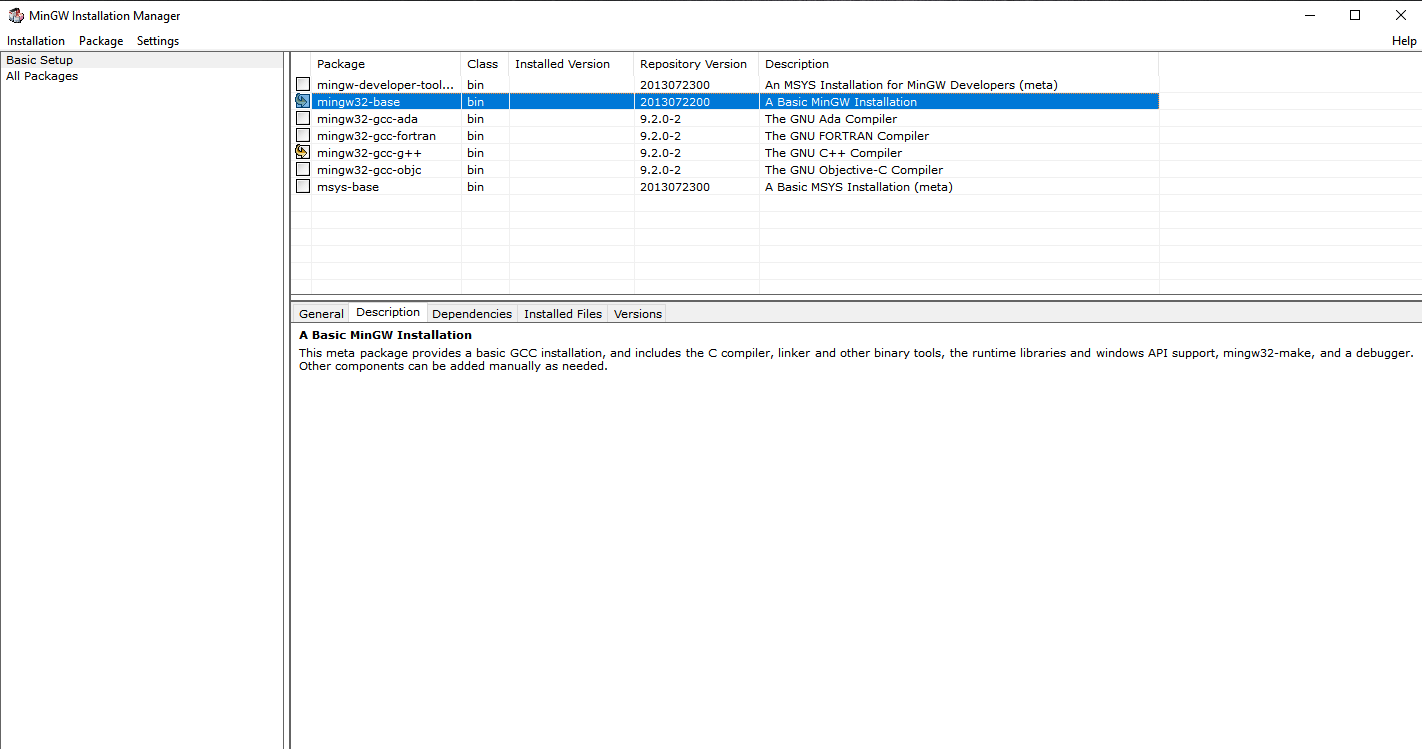 MinGW Installation Manager
Installation Package Settings Help
Basic Setup
All Packages
Package Class Installed Version Repository Version Description
mingw-developer-tool... bin 2013072300 An MSYS Installation for MinGW Developers (meta)
mingw32-base bin 2013072200 A Basic MinGW Installation
mingw32-gcc-ada bin 9.2.0-2 The GNU Ada Compiler
mingw32-gcc-fortran bin 9.2.0-2 The GNU FORTRAN Compiler
mingw32-gcc-g++ bin 9.2.0-2 The GNU C++ Compiler
mingw32-gcc-objc bin 9.2.0-2 The GNU Objective-C Compiler
msys-base bin 2013072300 A Basic MSYS Installation (meta)
General Description Dependencies Installed Files Versions
A Basic MinGW Installation
This meta package provides a basic GCC installation, and includes the C compiler, linker and other binary tools, the runtime libraries and windows API support, mingw32-make, and a debugger.
Other components can be added manually as needed.